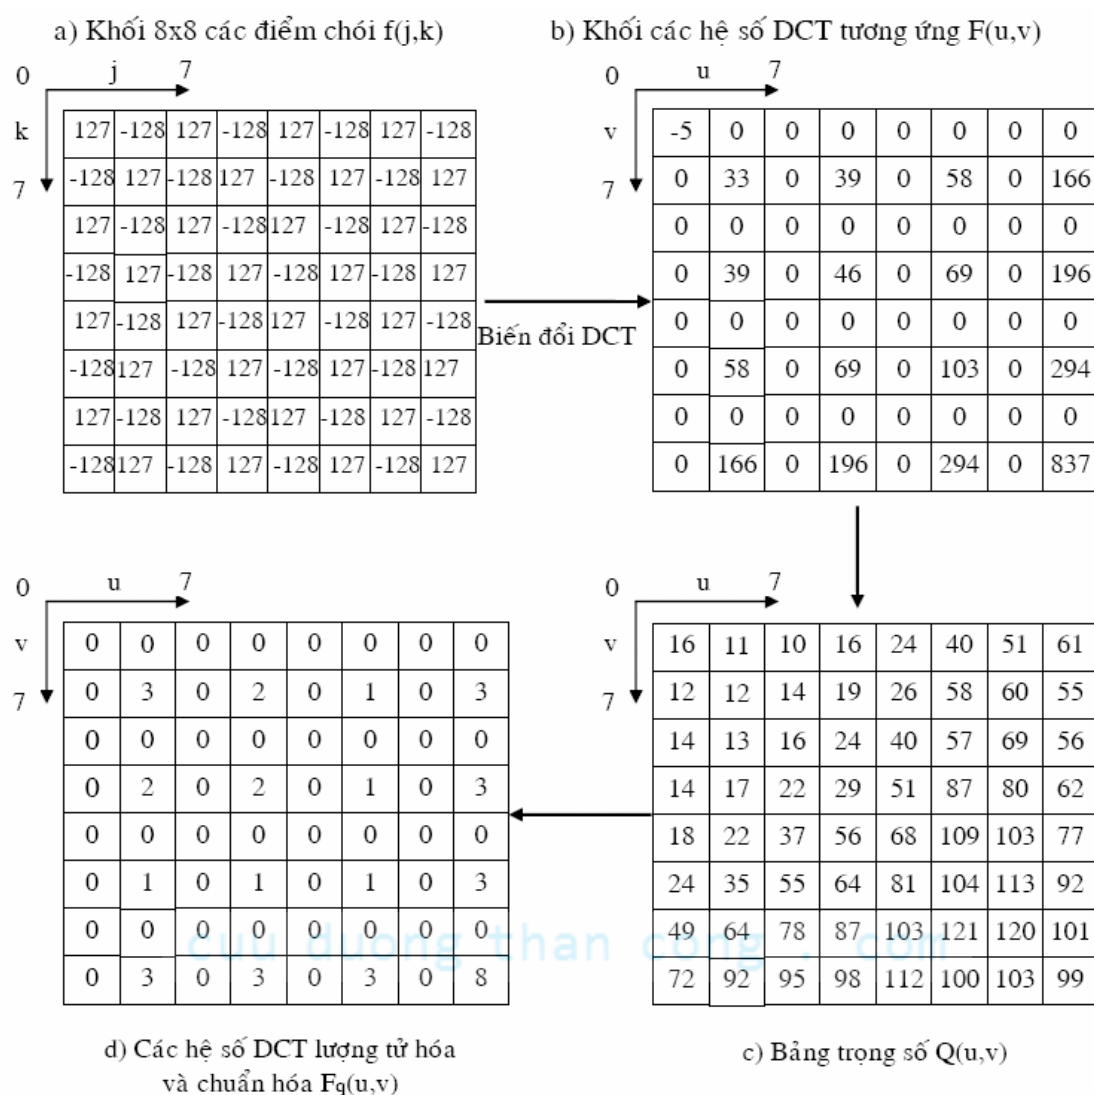 a) Khối 8x8 các điểm chói f(j,k)
b) Khối các hệ số DCT tương ứng F(u,v)
0 j 7
k
7
127 -128 127 -128 127 -128 127 -128
-128 127 -128 127 -128 127 -128 127
127 -128 127 -128 127 -128 127 -128
-128 127 -128 127 -128 127 -128 127
127 -128 127 -128 127 -128 127 -128
-128 127 -128 127 -128 127 -128 127
127 -128 127 -128 127 -128 127 -128
-128 127 -128 127 -128 127 -128 127
Biến đổi DCT
0 u 7
v
7
-5 0 0 0 0 0 0 0
0 33 0 39 0 58 0 166
0 0 0 0 0 0 0 0
0 39 0 46 0 69 0 196
0 0 0 0 0 0 0 0
0 58 0 69 0 103 0 294
0 0 0 0 0 0 0 0
0 166 0 196 0 294 0 837
0 u 7
v
7
0 0 0 0 0 0 0 0
0 3 0 2 0 1 0 3
0 0 0 0 0 0 0 0
0 2 0 2 0 1 0 3
0 0 0 0 0 0 0 0
0 1 0 1 0 1 0 3
0 0 0 0 0 0 0 0
0 3 0 3 0 3 0 8
0 u 7
v
7
16 11 10 16 24 40 51 61
12 12 14 19 26 58 60 55
14 13 16 24 40 57 69 56
14 17 22 29 51 87 80 62
18 22 37 56 68 109 103 77
24 35 55 64 81 104 113 92
49 64 78 87 103 121 120 101
72 92 95 98 112 100 103 99
cuu duong than cong . com
d) Các hệ số DCT lượng tử hóa
và chuẩn hóa Fq(u,v)
c) Bảng trọng số Q(u,v)